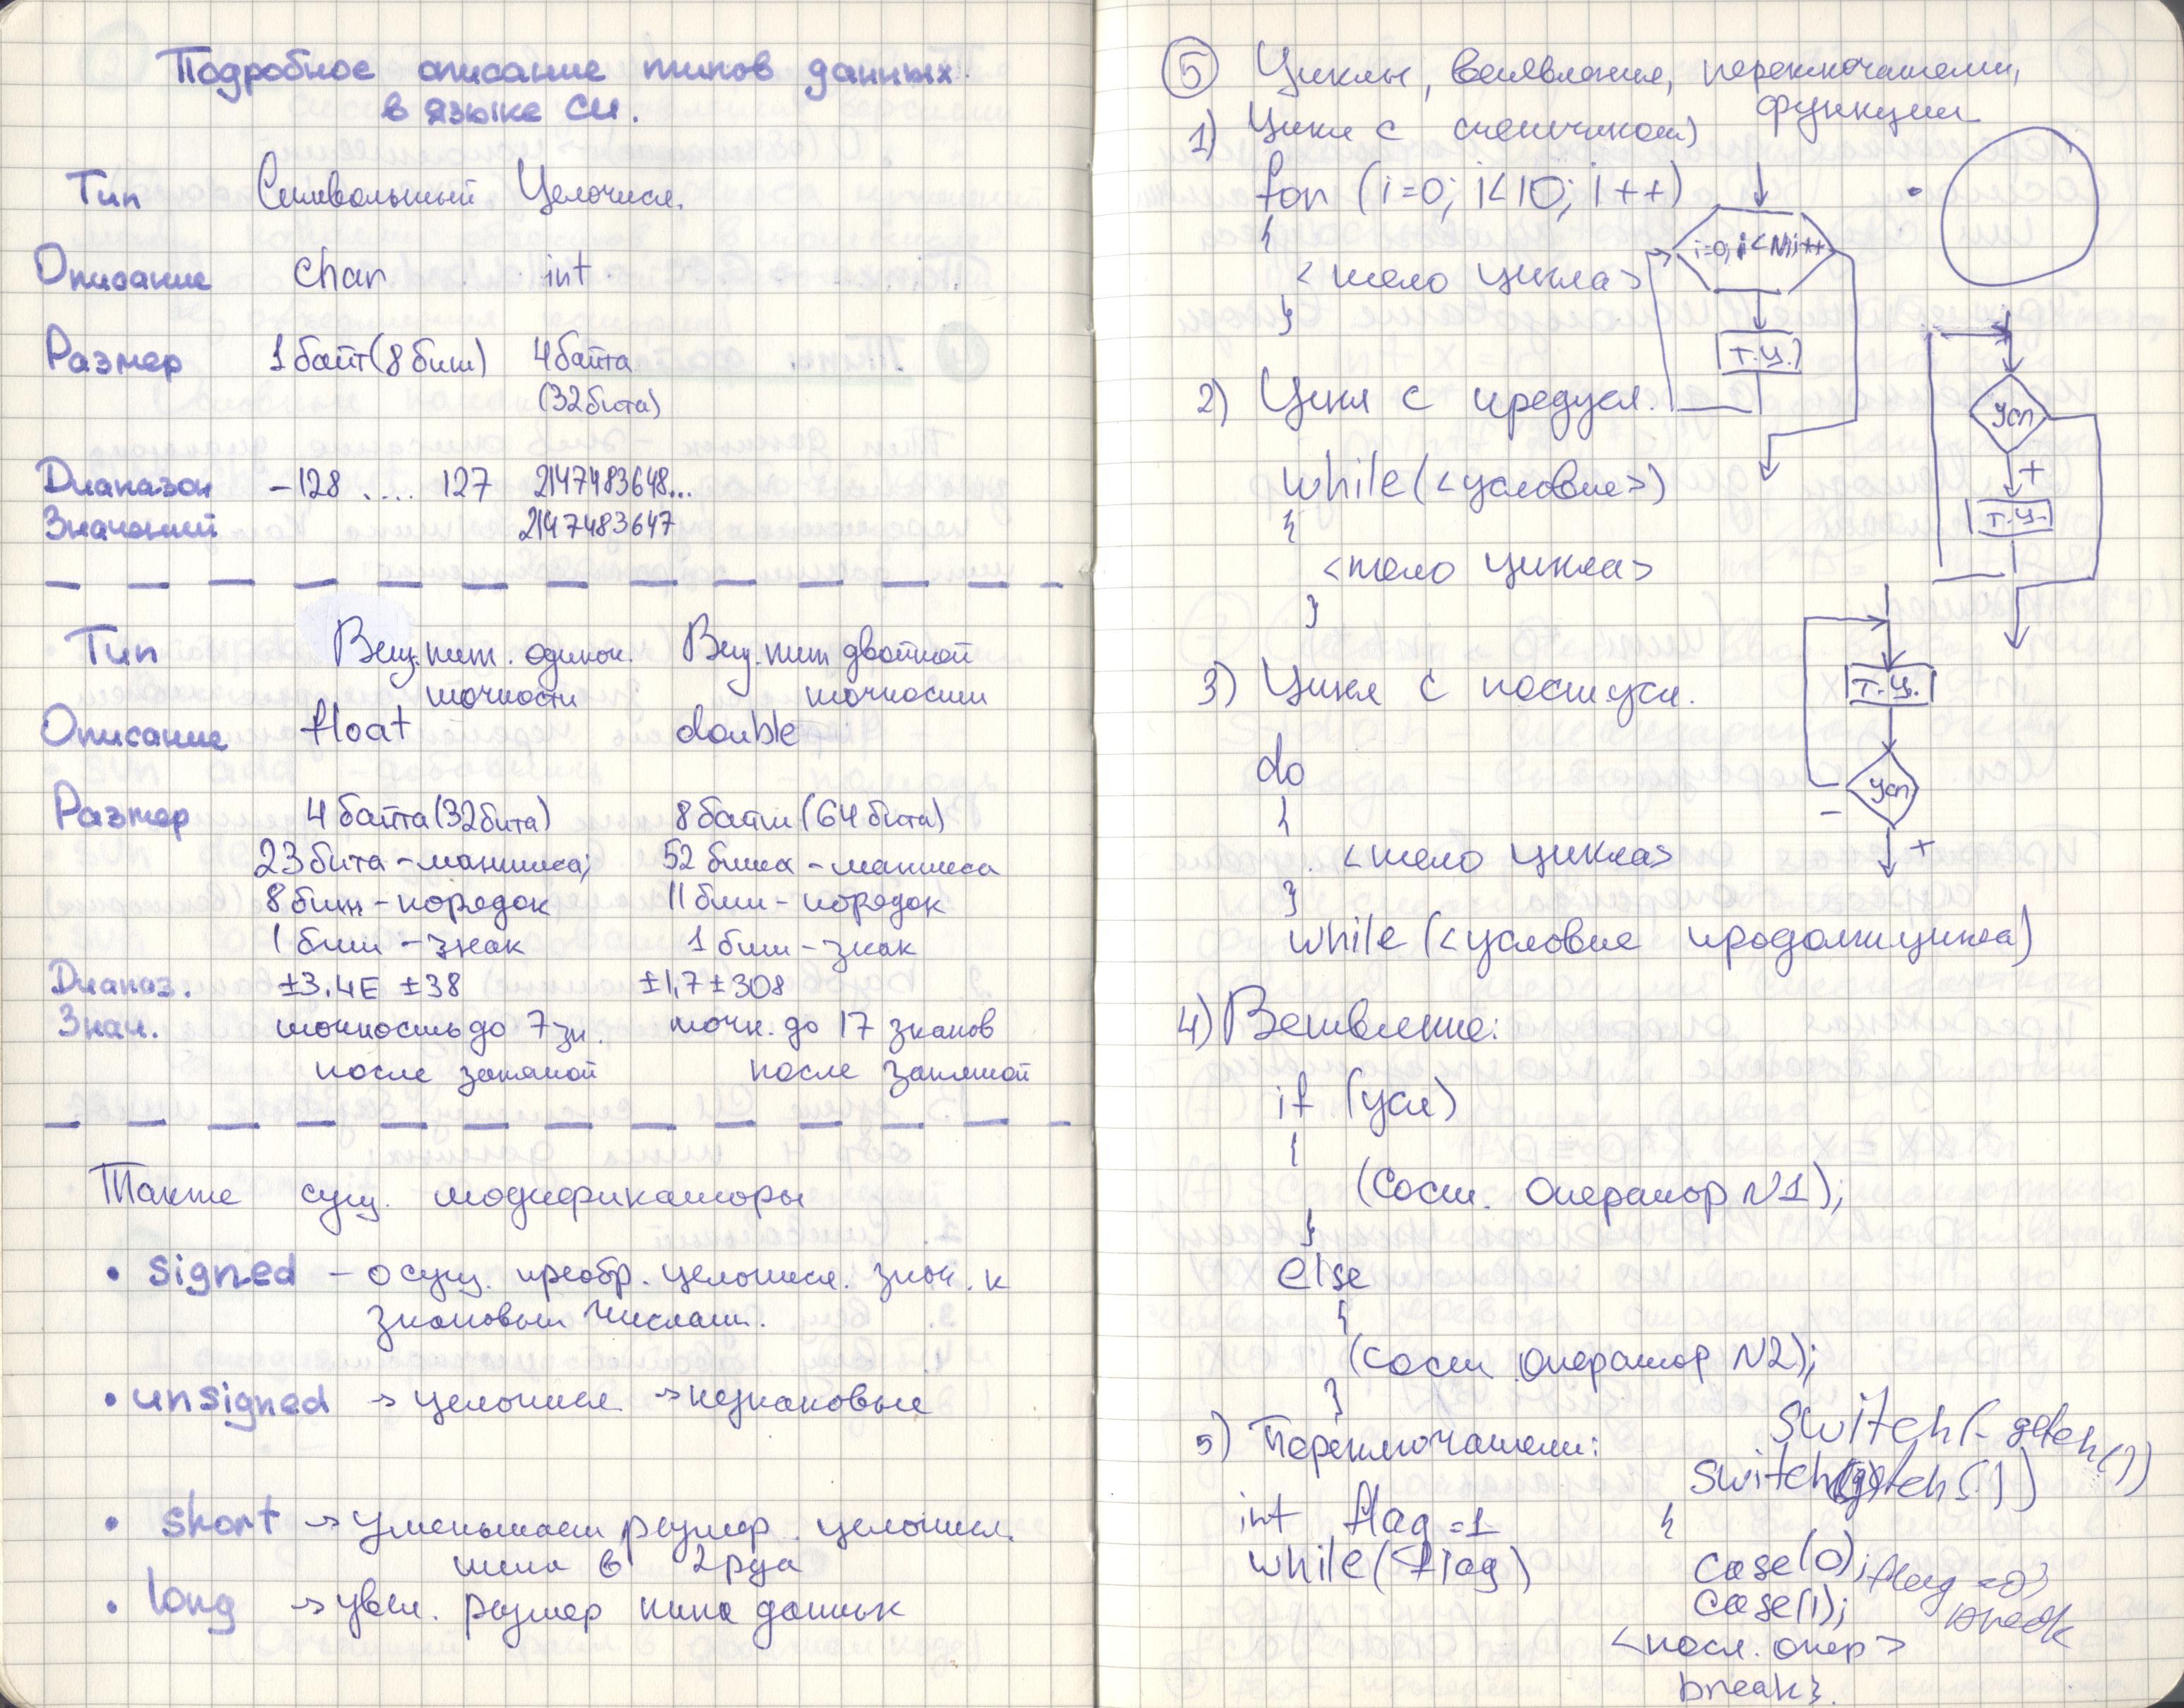 Подробное описание типов данных
в языке СИ.
Тип Символьный Целочисл.
Описание char int
Размер 1 байт (8 бит) 4 байта
(32 бита)
Диапазон -128 .... 127 2147483648...
Значений 2147483647
Тип Вещ. тип. одинок. Вещ. тип двойной
точности точности
Описание float double
Размер 4 байта (32 бита) 8 байт (64 бита)
23 бита - мантисса; 52 бита - мантисса
8 бит - порядок 11 бит - порядок
1 бит - знак 1 бит - знак
Диапаз. ±3.4E ±38 ±1,7 ±308
Знач. точность до 7 зн. точн. до 17 знаков
после запятой после запятой
Также сущ. модификаторы
• signed - осущ. преобр. целочисл. знач. к
знаковым числам.
• unsigned → целочисл → незнаковые
• short → уменьшает размер целочисл.
типа в 2 раза
• long → увел. размер типа данных
⑤ Циклы, ветвления, переключатели,
функции
1) Цикл с счетчиком)
for (i=0; i<10; i++)
{
i=0, i<N; i++
<тело цикла>
}
т.ц.
2) Цикл с предусл.
усл
while(<условие>)
+
{
т.ц.
<тело цикла>
}
3) Цикл с постусл.
т.ц.
do
усл
{
- +
<тело цикла>
}
while (<условие продолж цикла)
4) Ветвление:
if (усл)
{
(Сост. оператор N1);
}
else
{
(сост оператор N2);
}
5) Переключатели:
switch(- getch())
switch(getch())
int flag =1
{
while(flag)
case(0); flag =0;
case(1); break
<посл. опер>
break}.